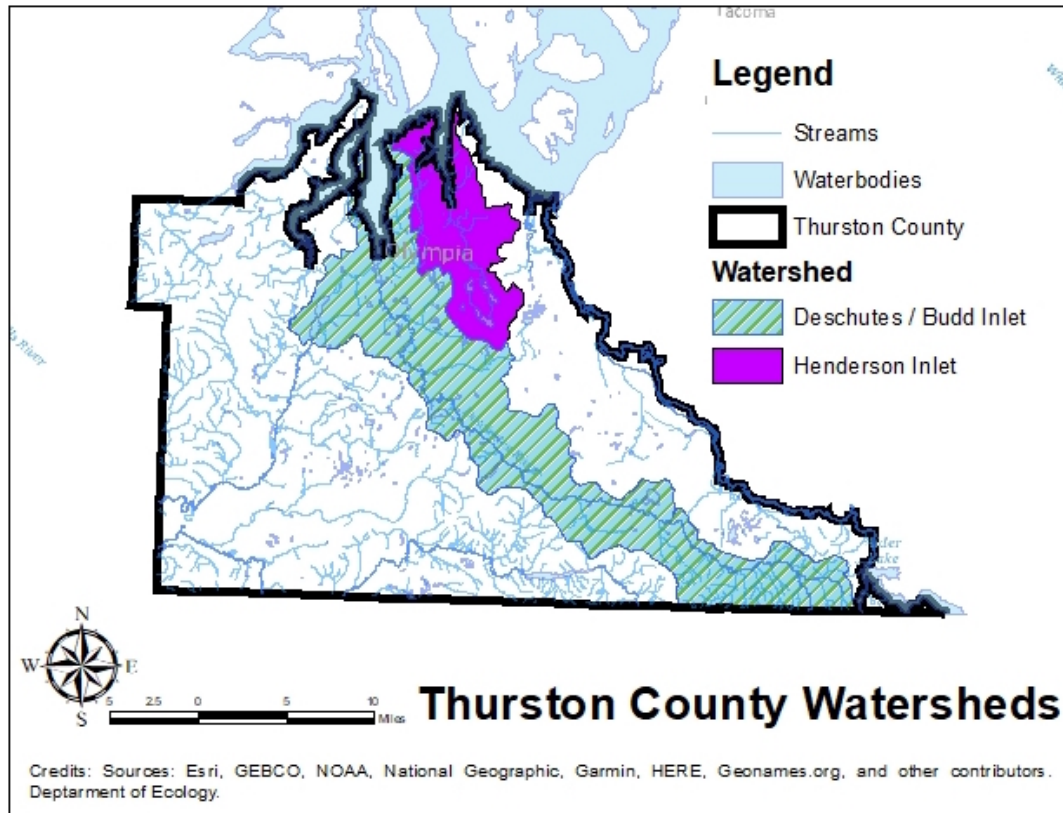 Tacoma
Legend
Streams
Waterbodies
Thurston County
Watershed
Deschutes / Budd Inlet
Henderson Inlet
Olympia
River
N
W E
S
5 2.5 0 5 10
Miles
Thurston County Watersheds
Credits: Sources: Esri, GEBCO, NOAA, National Geographic, Garmin, HERE, Geonames.org, and other contributors.
Deptarment of Ecology.